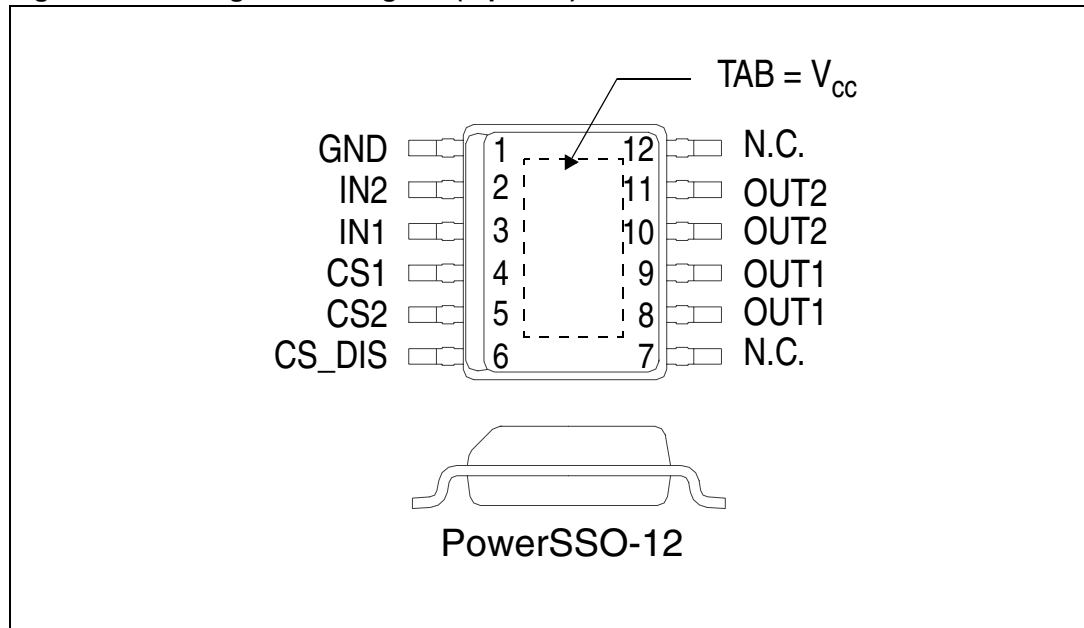 TAB = Vcc
GND 1 12 N.C.
IN2 2 11 OUT2
IN1 3 10 OUT2
CS1 4 9 OUT1
CS2 5 8 OUT1
CS_DIS 6 7 N.C.
PowerSSO-12